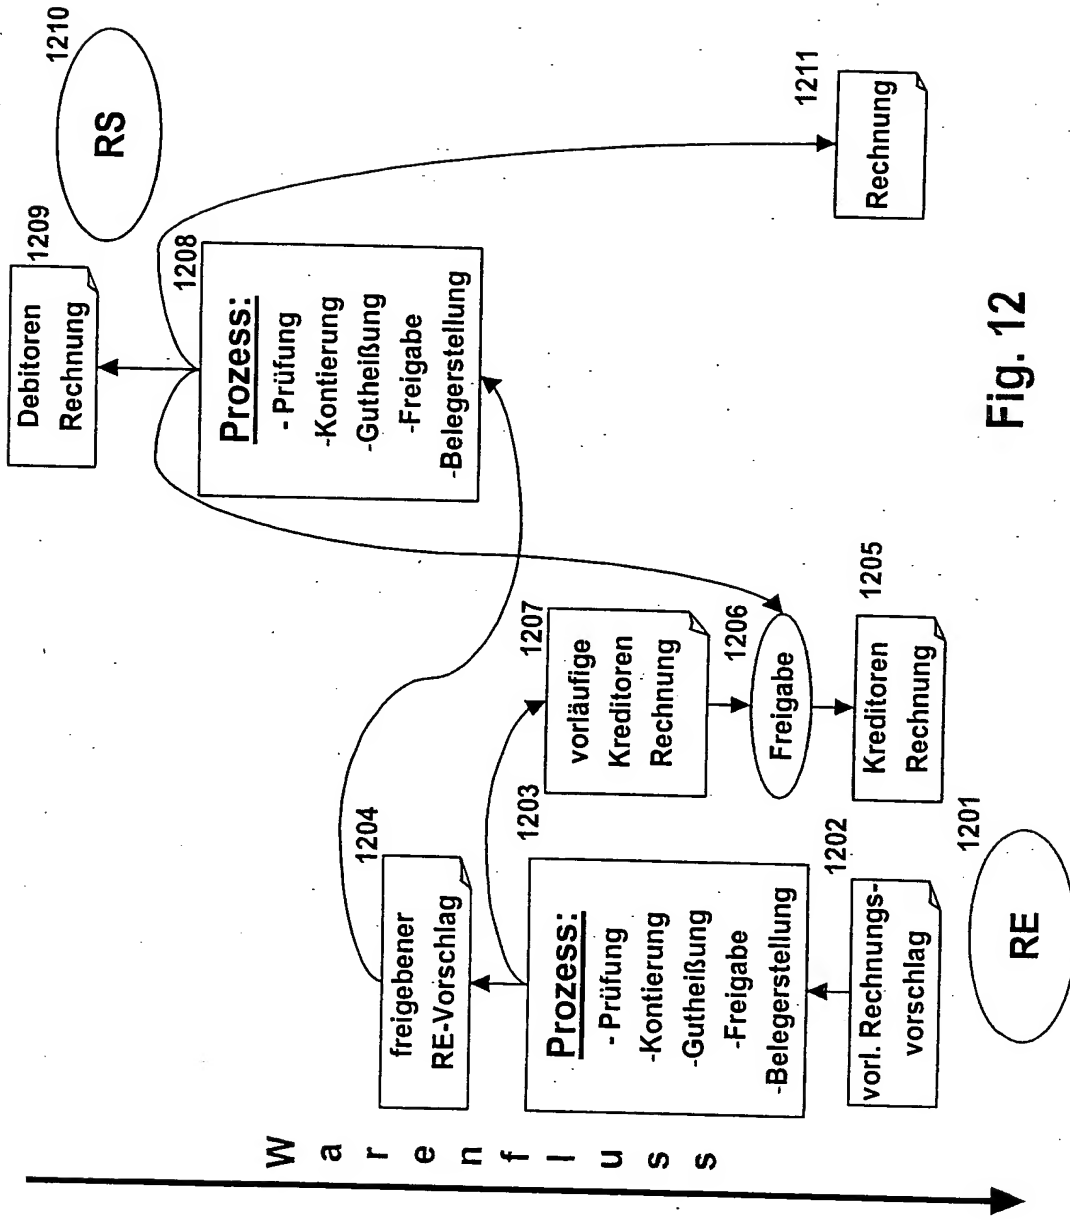 W a r e n f l u s s
freigebener
RE-Vorschlag
1204
Prozess:
- Prüfung
-Kontierung
-Gutheißung
-Freigabe
-Belegerstellung
1203
vorl. Rechnungs-
vorschlag
1202
RE
1201
vorläufige
Kreditoren
Rechnung
1207
Freigabe
1206
Kreditoren
Rechnung
1205
Debitoren
Rechnung
1209
Prozess:
- Prüfung
-Kontierung
-Gutheißung
-Freigabe
-Belegerstellung
1208
RS
1210
Rechnung
1211
Fig. 12